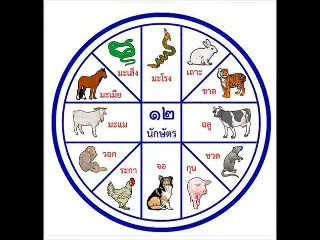 มะเส็ง
มะโรง
เถาะ
มะเมีย
ขาล
มะแม
๑๒
นักษัตร
ฉลู
วอก
ชวด
ระกา
จอ
กุน